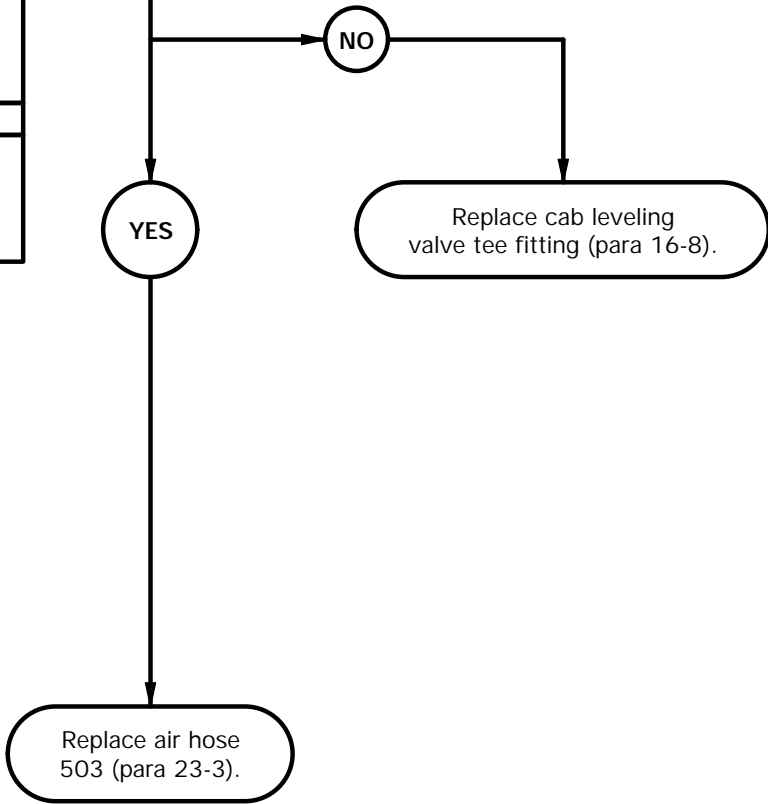 NO
YES
Replace cab leveling
valve tee fitting (para 16-8).
Replace air hose
503 (para 23-3).